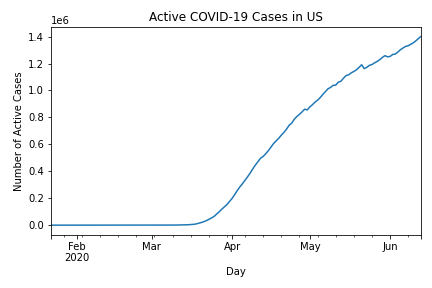 Active COVID-19 Cases in US
1e6
Number of Active Cases
1.4
1.2
1.0
0.8
0.6
0.4
0.2
0.0
Feb Mar Apr May Jun
2020
Day